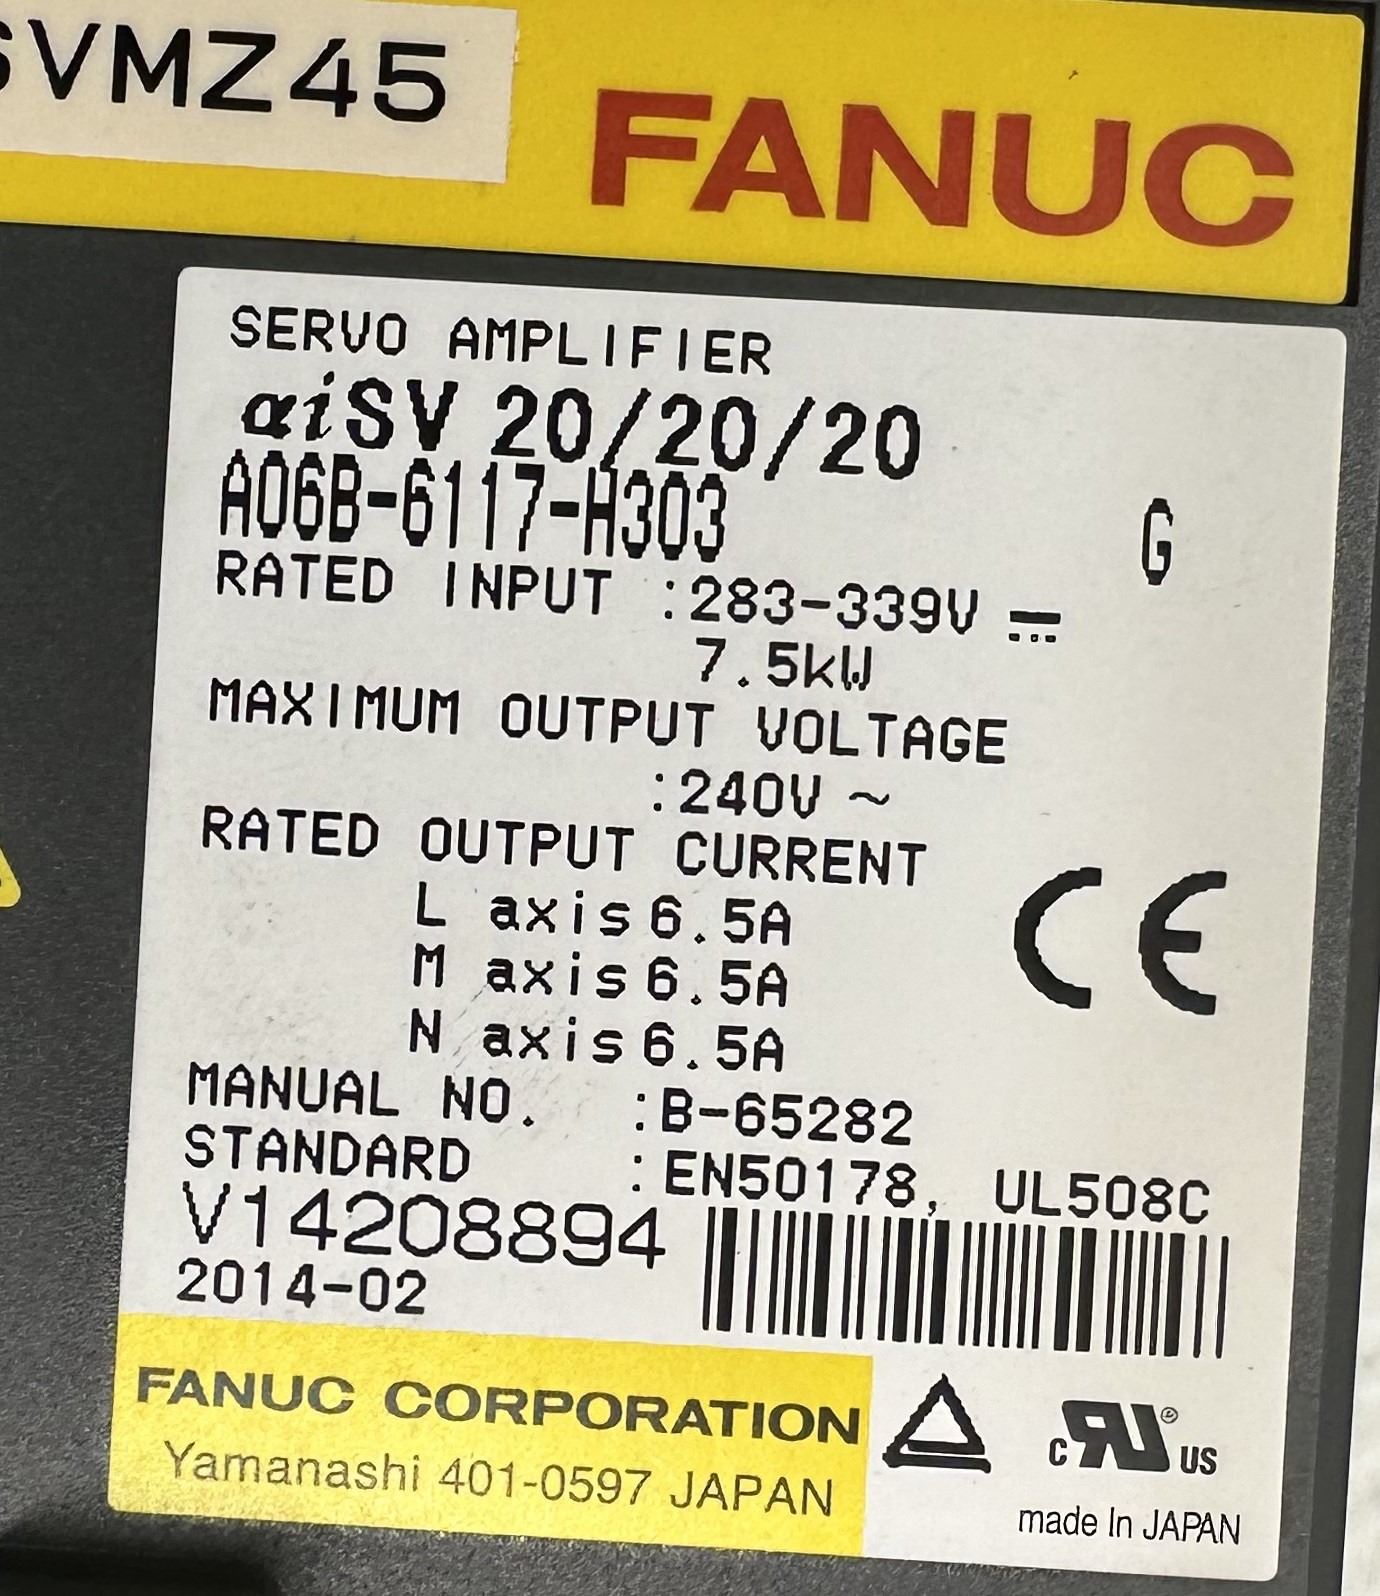 SVMZ45
FANUC
SERVO AMPLIFIER
αiSV 20/20/20
A06B-6117-H303 G
RATED INPUT :283-339V ⎓
7.5kW
MAXIMUM OUTPUT VOLTAGE
:240V ~
RATED OUTPUT CURRENT
L axis 6.5A
M axis 6.5A
N axis 6.5A
CE
MANUAL NO. :B-65282
STANDARD :EN50178, UL508C
V14208894
2014-02
FANUC CORPORATION
Yamanashi 401-0597 JAPAN
c RU ® US
made In JAPAN